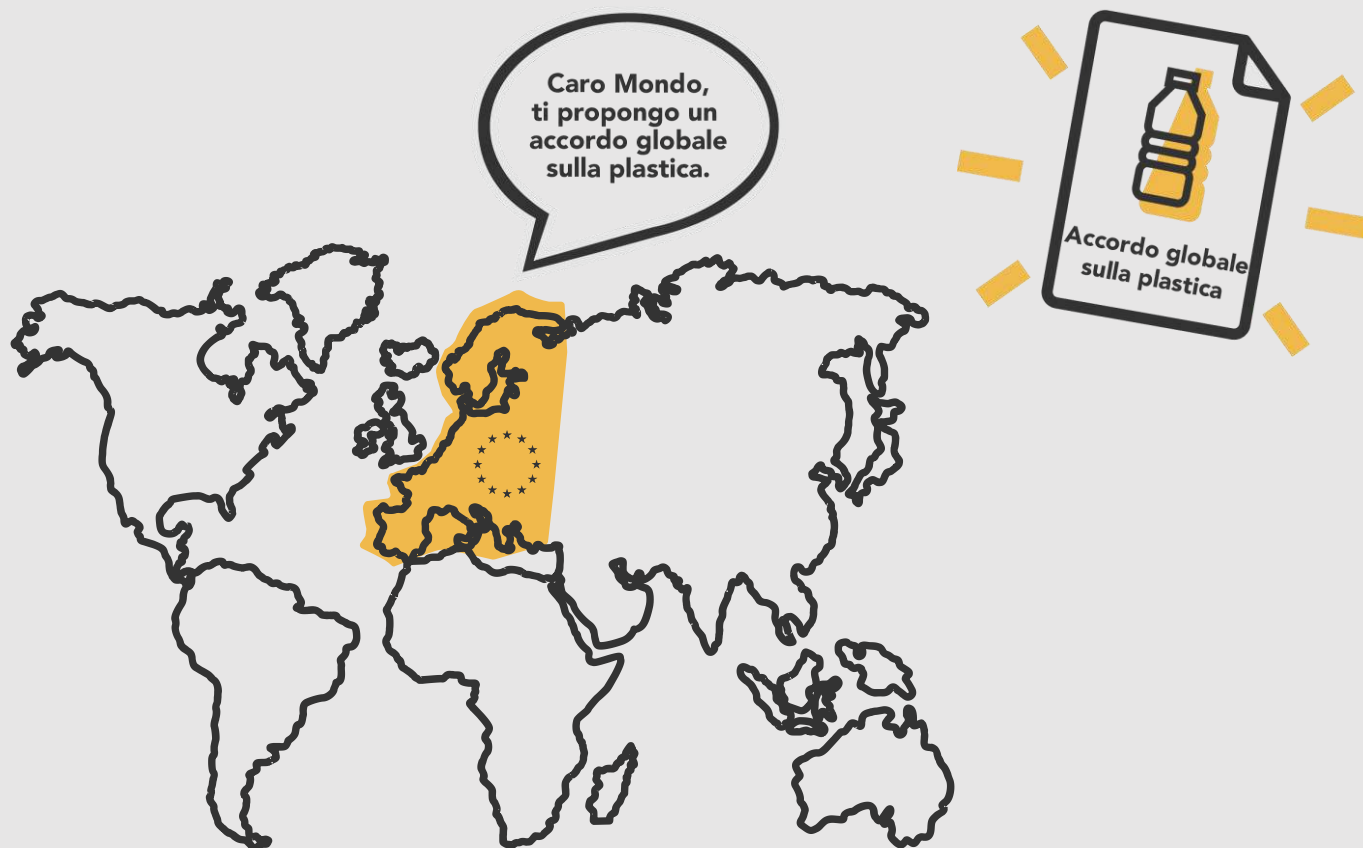 Caro Mondo,
ti propongo un
accordo globale
sulla plastica.
Accordo globale
sulla plastica